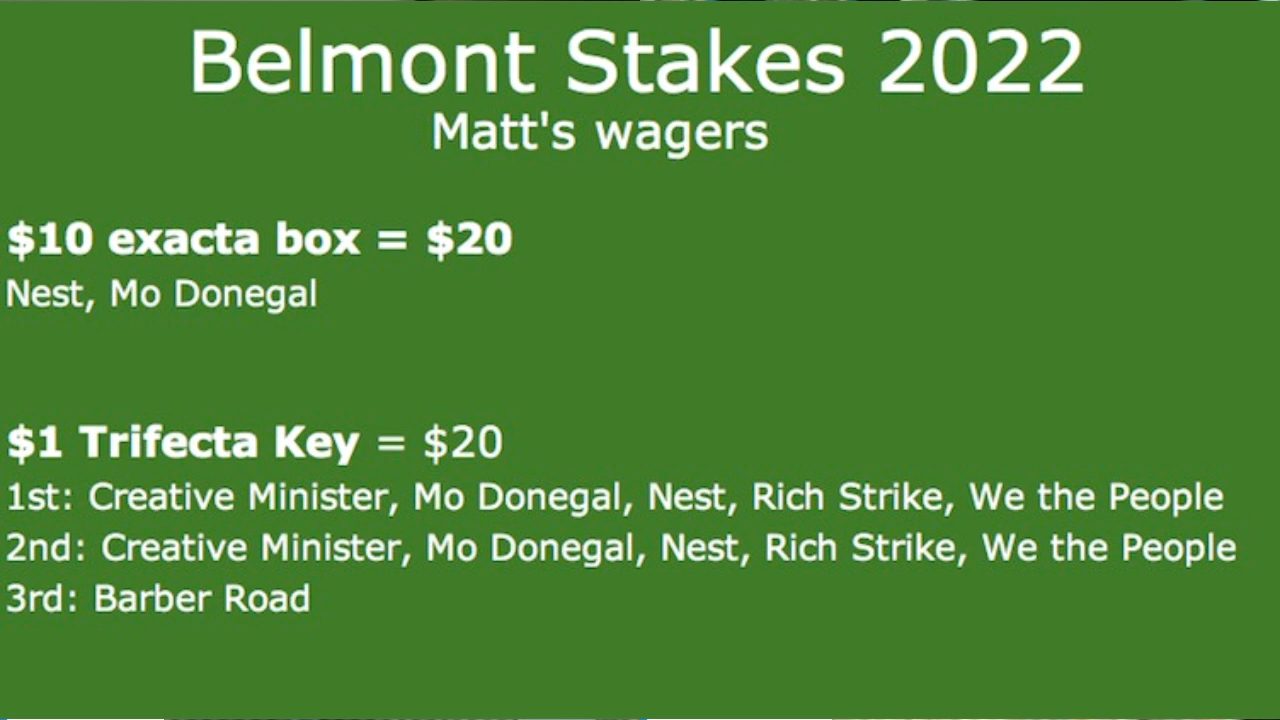 Belmont Stakes 2022
Matt's wagers
$10 exacta box = $20
Nest, Mo Donegal
$1 Trifecta Key = $20
1st: Creative Minister, Mo Donegal, Nest, Rich Strike, We the People
2nd: Creative Minister, Mo Donegal, Nest, Rich Strike, We the People
3rd: Barber Road